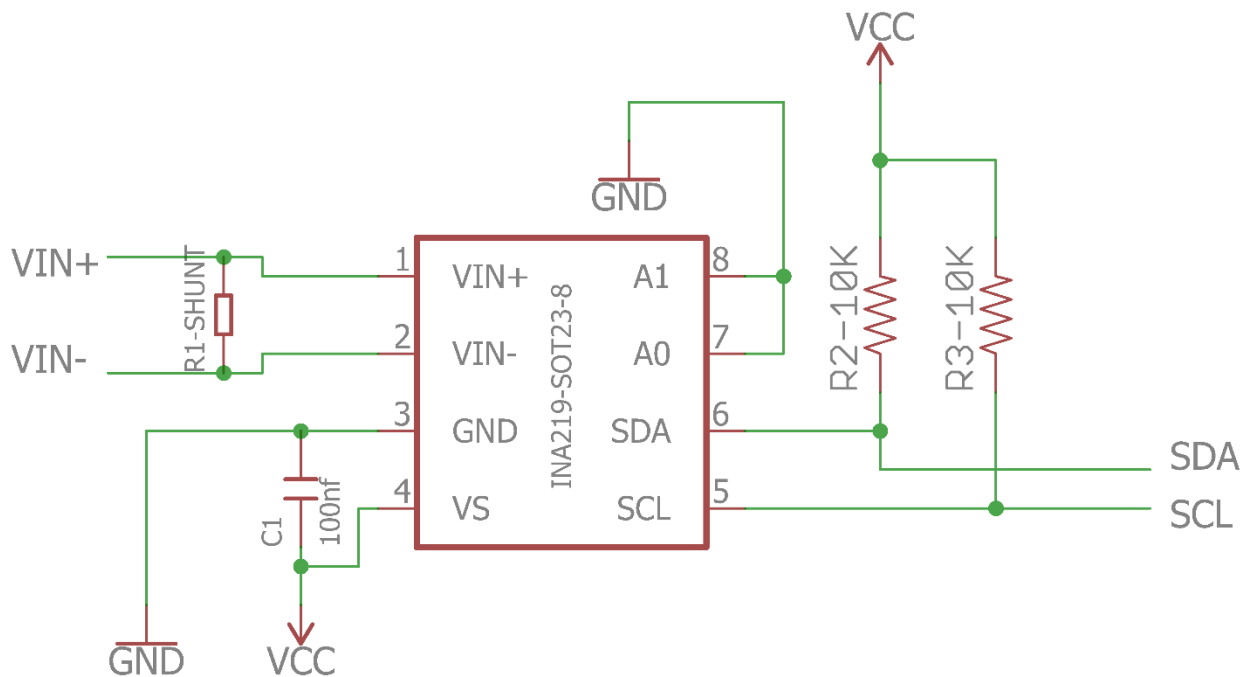 VCC
GND
VIN+
VIN-
R1-SHUNT
1
2
3
4
VIN+
VIN-
GND
VS
INA219-SOT23-8
A1
A0
SDA
SCL
8
7
6
5
R2-10K
R3-10K
SDA
SCL
C1
100nf
GND
VCC